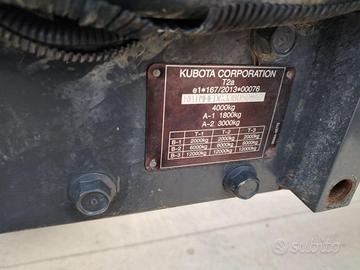 KUBOTA CORPORATION
T2a
e1*167/2013*00076
4000kg
A-1 1800kg
A-2 3000kg
T-1 T-2 T-3
B-1 2000kg 2000kg 2000kg
B-2 6000kg 6000kg 6000kg
B-3 12000kg 12000kg 12000kg
subito